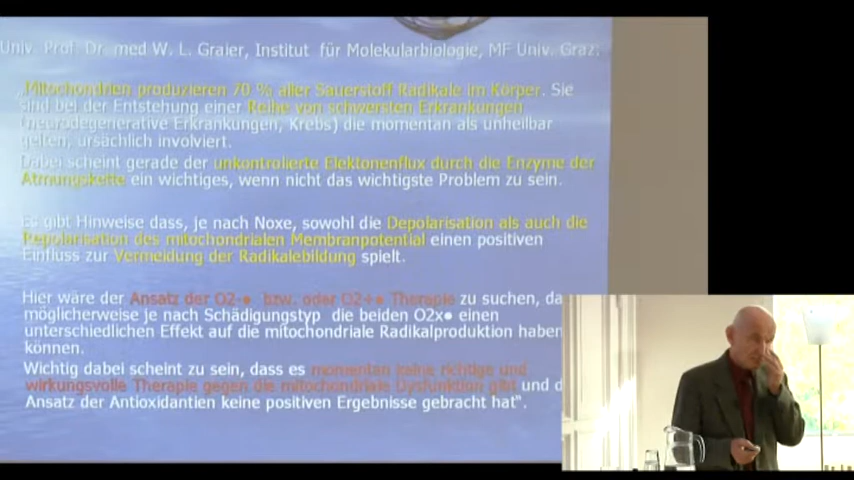 Univ. Prof. Dr. med W. L. Graier, Institut für Molekularbiologie, MF Univ. Graz:
„Mitochondrien produzieren 70 % aller Sauerstoff Radikale im Körper. Sie
sind bei der Entstehung einer Reihe von schwersten Erkrankungen
(neurodegenerative Erkrankungen, Krebs) die momentan als unheilbar
gelten, ursächlich involviert.
Dabei scheint gerade der unkontrollierte Elektonenflux durch die Enzyme der
Atmungskette ein wichtiges, wenn nicht das wichtigste Problem zu sein.
Es gibt Hinweise dass, je nach Noxe, sowohl die Depolarisation als auch die
Repolarisation des mitochondrialen Membranpotential einen positiven
Einfluss zur Vermeidung der Radikalebildung spielt.
Hier wäre der Ansatz der O2-● bzw. oder O2+● Therapie zu suchen, da
möglicherweise je nach Schädigungstyp die beiden O2x● einen
unterschiedlichen Effekt auf die mitochondriale Radikalproduktion haben
können.
Wichtig dabei scheint zu sein, dass es momentan keine richtige und
wirkungsvolle Therapie gegen die mitochondriale Dysfunktion gibt und
Ansatz der Antioxidantien keine positiven Ergebnisse gebracht hat“.